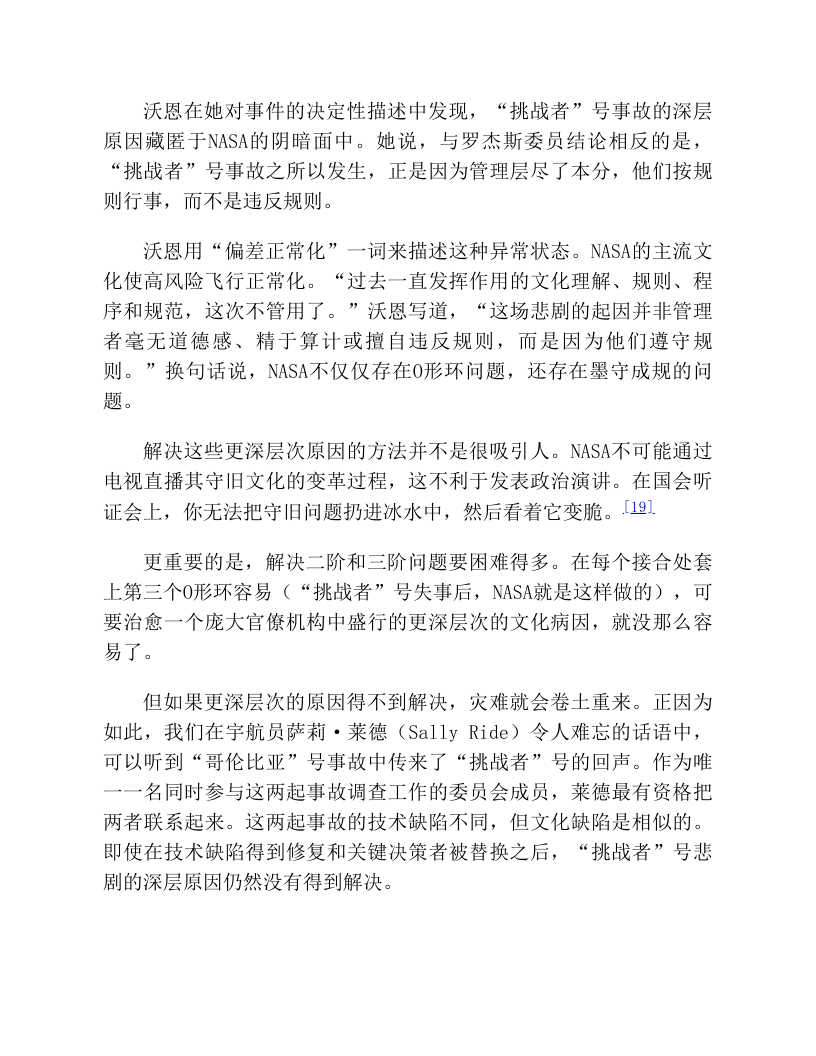 沃恩在她对事件的决定性描述中发现，“挑战者”号事故的深层
原因藏匿于NASA的阴暗面中。她说，与罗杰斯委员结论相反的是，
“挑战者”号事故之所以发生，正是因为管理层尽了本分，他们按规
则行事，而不是违反规则。
沃恩用“偏差正常化”一词来描述这种异常状态。NASA的主流文
化使高风险飞行正常化。“过去一直发挥作用的文化理解、规则、程
序和规范，这次不管用了。”沃恩写道，“这场悲剧的起因并非管理
者毫无道德感、精于算计或擅自违反规则，而是因为他们遵守规
则。”换句话说，NASA不仅仅存在O形环问题，还存在墨守成规的问
题。
解决这些更深层次原因的方法并不是很吸引人。NASA不可能通过
电视直播其守旧文化的变革过程，这不利于发表政治演讲。在国会听
证会上，你无法把守旧问题扔进冰水中，然后看着它变脆。[19]
更重要的是，解决二阶和三阶问题要困难得多。在每个接合处套
上第三个O形环容易（“挑战者”号失事后，NASA就是这样做的），可
要治愈一个庞大官僚机构中盛行的更深层次的文化病因，就没那么容
易了。
但如果更深层次的原因得不到解决，灾难就会卷土重来。正因为
如此，我们在宇航员萨莉·莱德（Sally Ride）令人难忘的话语中，
可以听到“哥伦比亚”号事故中传来了“挑战者”号的回声。作为唯
一一名同时参与这两起事故调查工作的委员会成员，莱德最有资格把
两者联系起来。这两起事故的技术缺陷不同，但文化缺陷是相似的。
即使在技术缺陷得到修复和关键决策者被替换之后，“挑战者”号悲
剧的深层原因仍然没有得到解决。